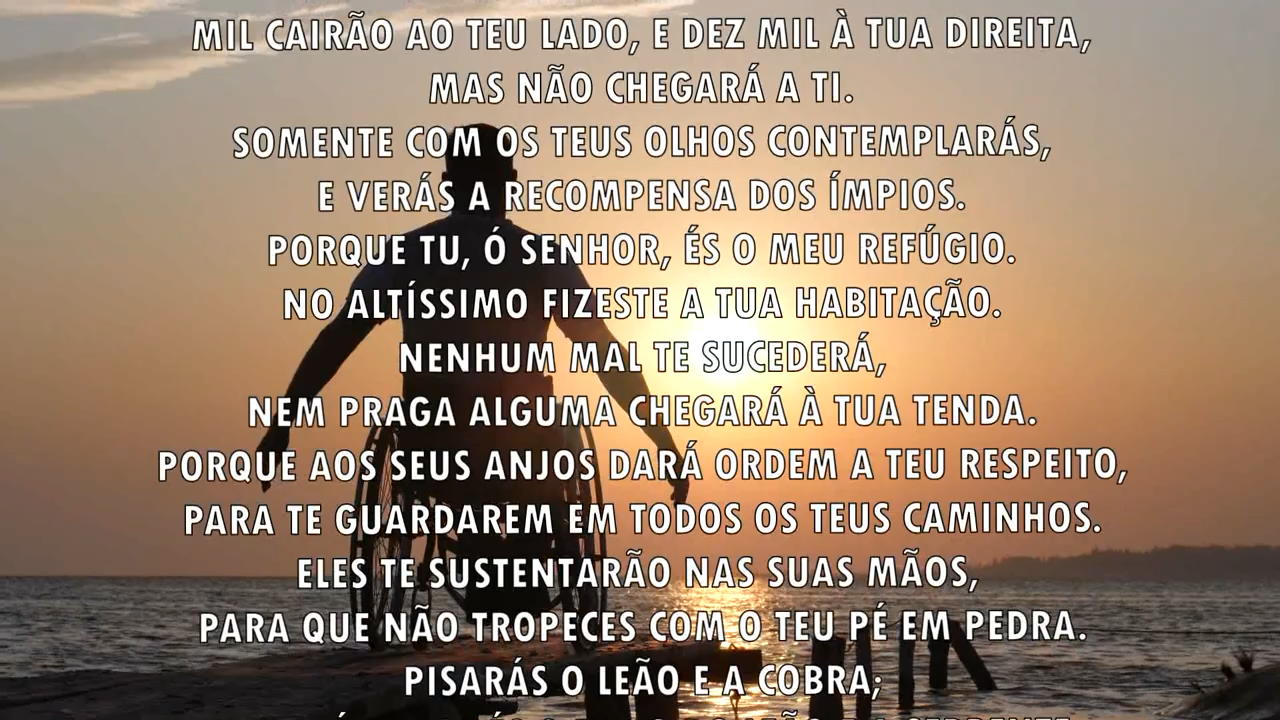 MIL CAIRÃO AO TEU LADO, E DEZ MIL À TUA DIREITA,
MAS NÃO CHEGARÁ A TI.
SOMENTE COM OS TEUS OLHOS CONTEMPLARÁS,
E VERÁS A RECOMPENSA DOS ÍMPIOS.
PORQUE TU, Ó SENHOR, ÉS O MEU REFÚGIO.
NO ALTÍSSIMO FIZESTE A TUA HABITAÇÃO.
NENHUM MAL TE SUCEDERÁ,
NEM PRAGA ALGUMA CHEGARÁ À TUA TENDA.
PORQUE AOS SEUS ANJOS DARÁ ORDEM A TEU RESPEITO,
PARA TE GUARDAREM EM TODOS OS TEUS CAMINHOS.
ELES TE SUSTENTARÃO NAS SUAS MÃOS,
PARA QUE NÃO TROPECES COM O TEU PÉ EM PEDRA.
PISARÁS O LEÃO E A COBRA;